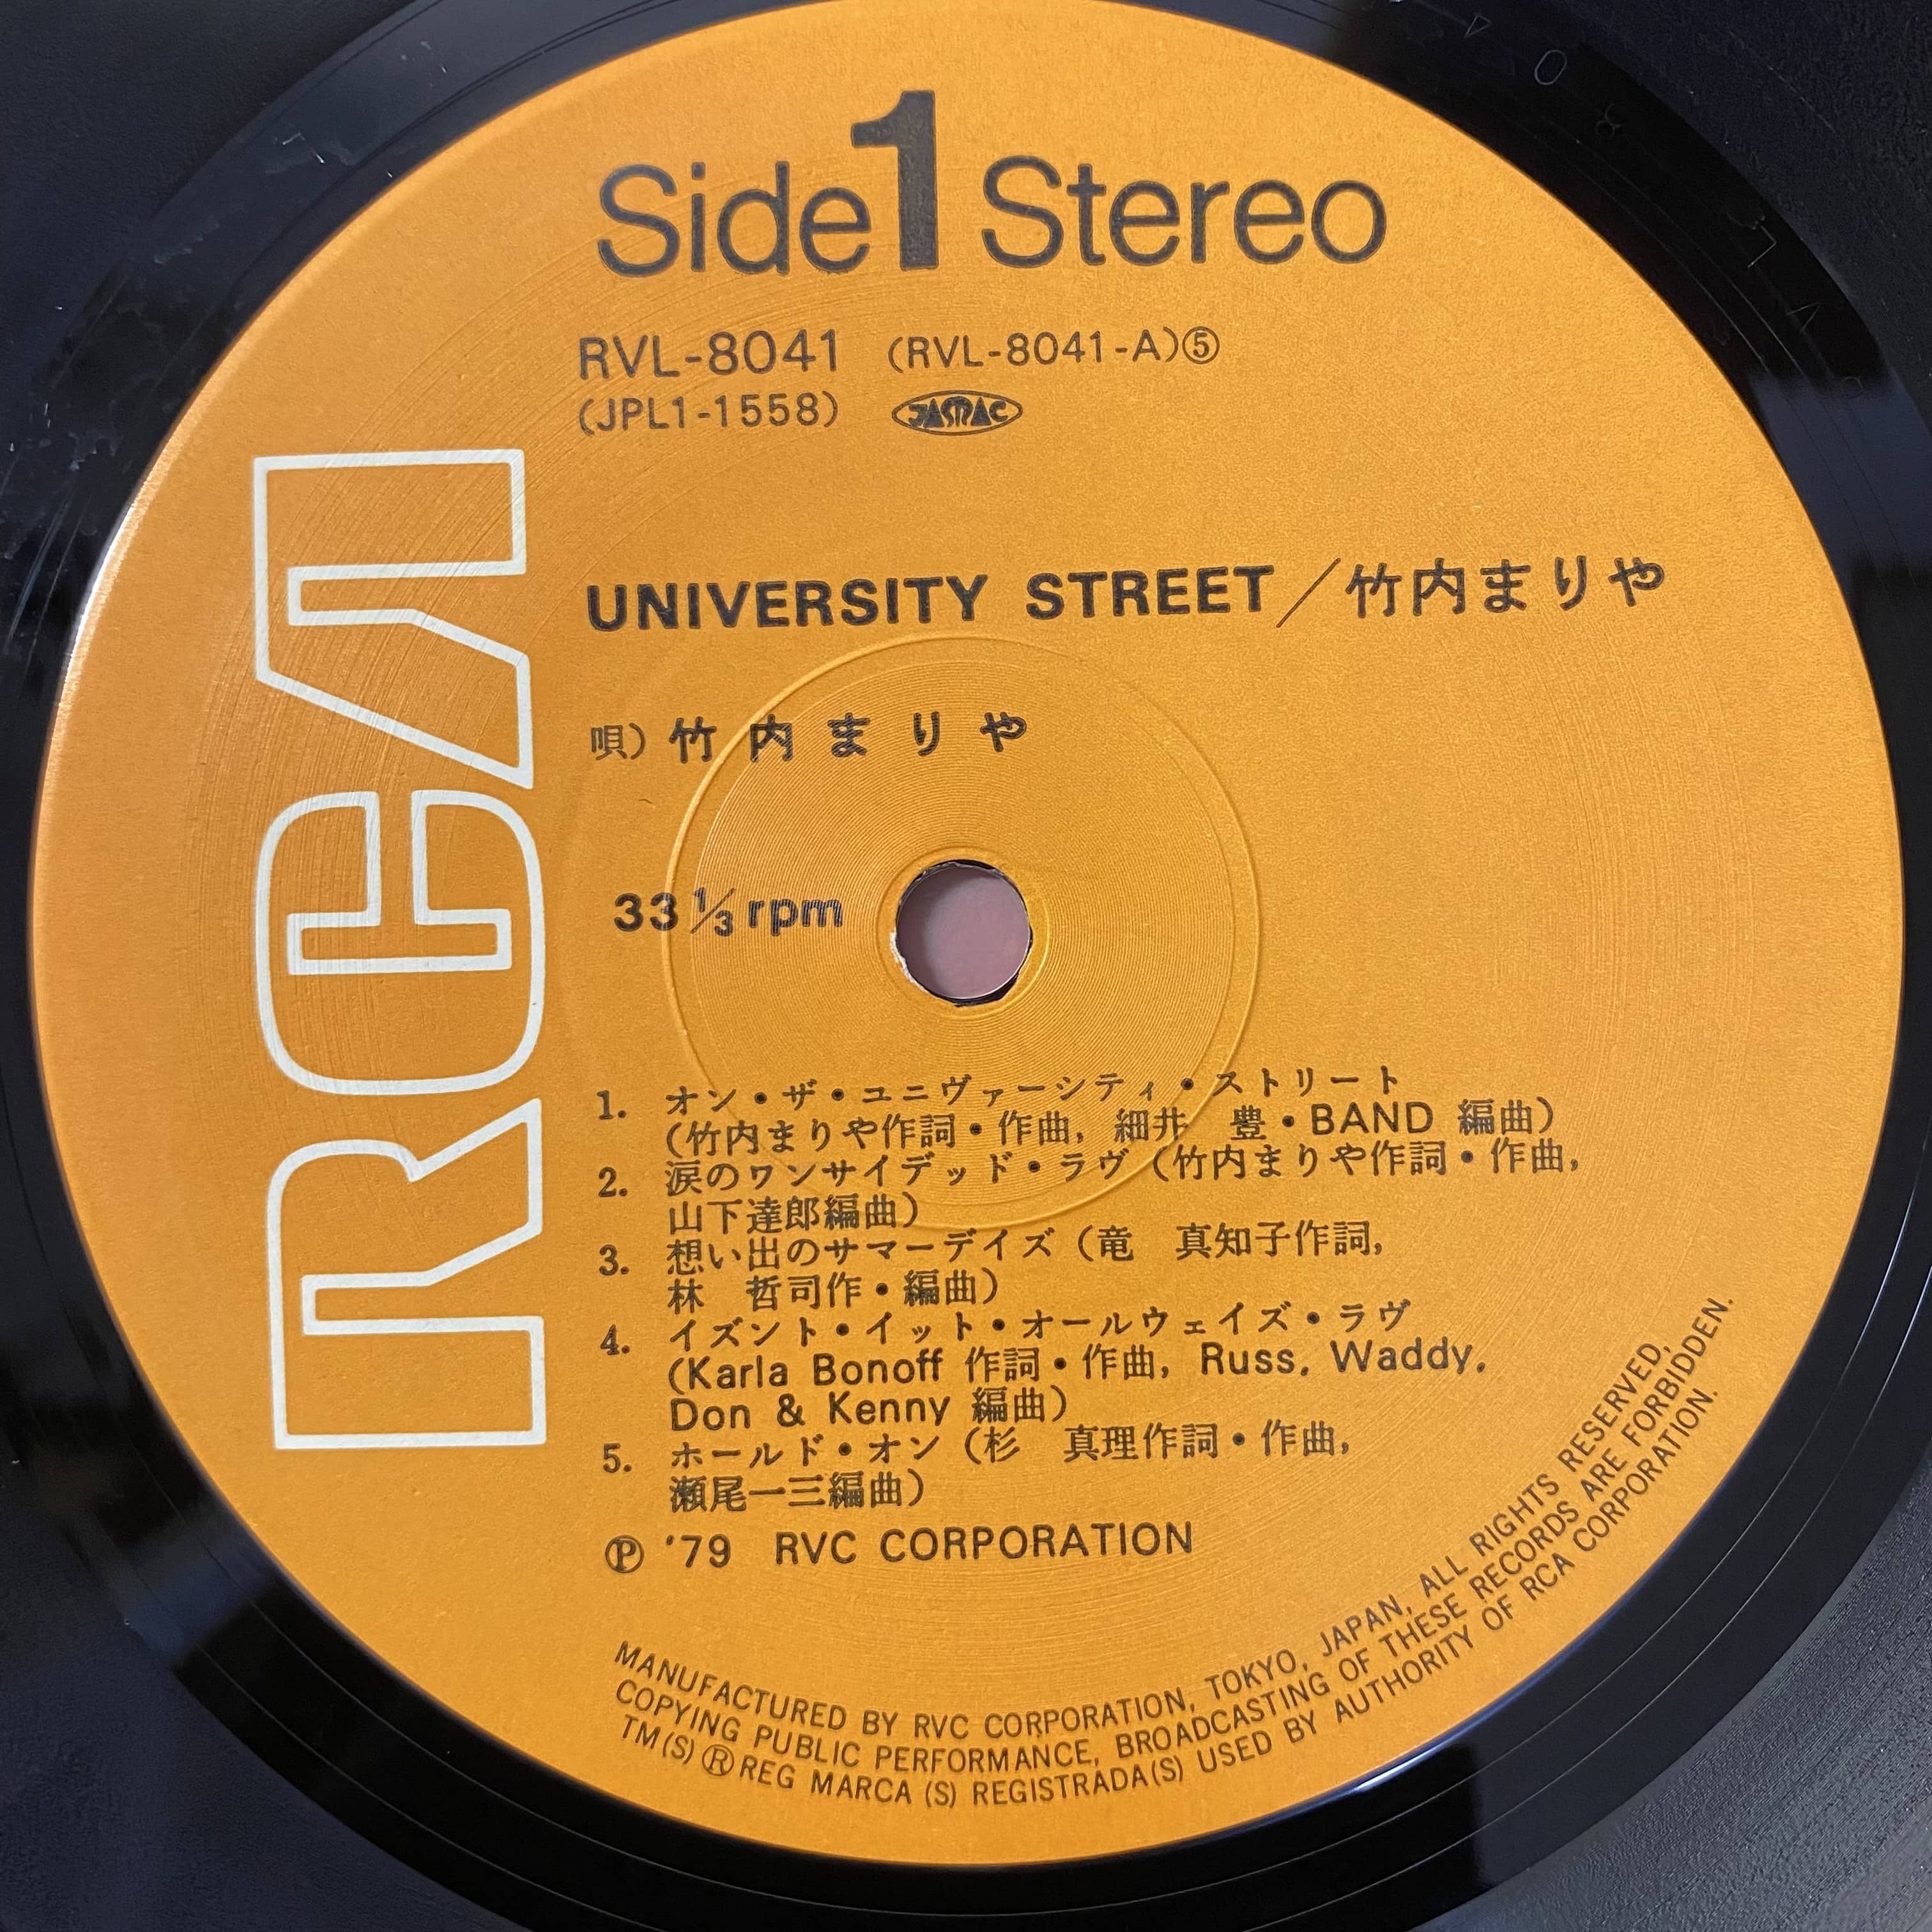 Side 1 Stereo
RVL-8041 (RVL-8041-A)⑤
(JPL1-1558) JASRAC
RCA
UNIVERSITY STREET／竹内まりや
唄) 竹内まりや
33⅓rpm
1. オン・ザ・ユニヴァーシティ・ストリート
(竹内まりや作詞・作曲, 細井 豊・BAND 編曲)
2. 涙のワンサイデッド・ラヴ (竹内まりや作詞・作曲,
山下達郎編曲)
3. 想い出のサマーデイズ (竜 真知子作詞,
林 哲司作・編曲)
4. イズント・イット・オールウェイズ・ラヴ
(Karla Bonoff 作詞・作曲, Russ. Waddy.
Don & Kenny 編曲)
5. ホールド・オン (杉 真理作詞・作曲,
瀬尾一三編曲)
Ⓟ '79 RVC CORPORATION
MANUFACTURED BY RVC CORPORATION, TOKYO, JAPAN, ALL RIGHTS RESERVED,
COPYING PUBLIC PERFORMANCE, BROADCASTING OF THESE RECORDS ARE FORBIDDEN.
TM(S) ® REG MARCA (S) REGISTRADA(S) USED BY AUTHORITY OF RCA CORPORATION.